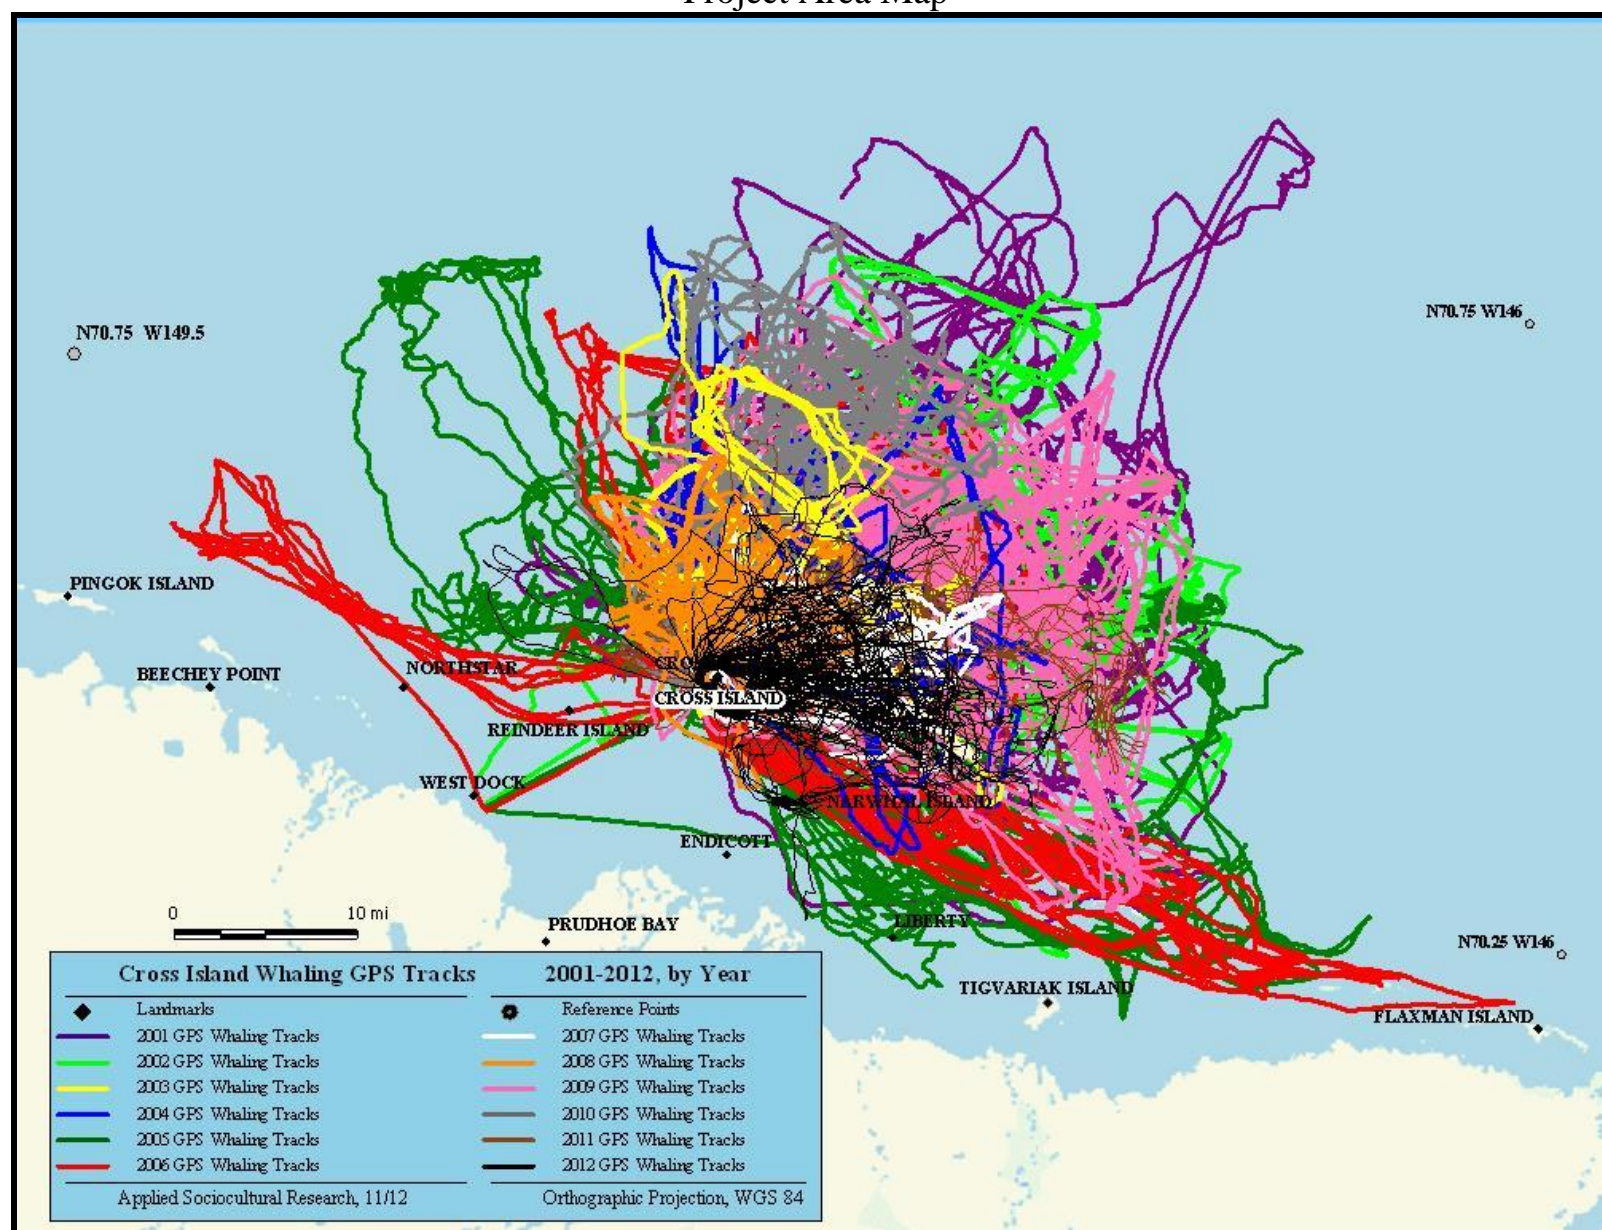 Project Area Map
N70.75 W146
N70.75 W149.5
PINGOK ISLAND
BEECHEY POINT
NORTHSTAR
CRO
CROSS ISLAND
REINDEER ISLAND
WEST DOCK
NARWHAL ISLAND
ENDICOTT
0 10 mi
LIBERTY
PRUDHOE BAY
N70.25 W146
TIGVARIAK ISLAND
FLAXMAN ISLAND
Cross Island Whaling GPS Tracks 2001-2012, by Year
Landmarks Reference Points
2001 GPS Whaling Tracks 2007 GPS Whaling Tracks
2002 GPS Whaling Tracks 2008 GPS Whaling Tracks
2003 GPS Whaling Tracks 2009 GPS Whaling Tracks
2004 GPS Whaling Tracks 2010 GPS Whaling Tracks
2005 GPS Whaling Tracks 2011 GPS Whaling Tracks
2006 GPS Whaling Tracks 2012 GPS Whaling Tracks
Applied Sociocultural Research, 11/12 Orthographic Projection, WGS 84